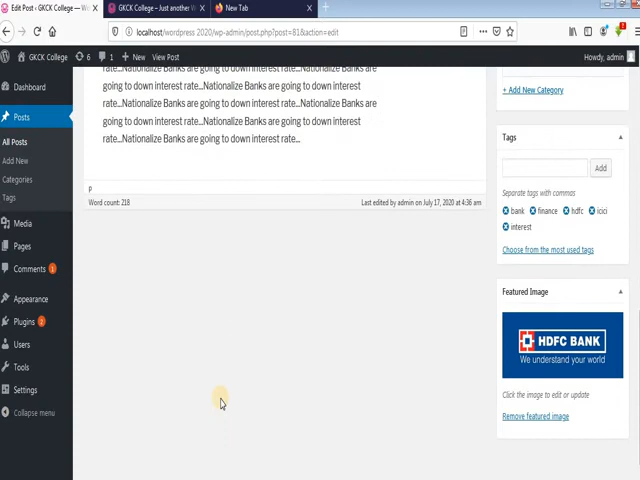 Edit Post ‹ GKCK College — W
GKCK College – Just another W
New Tab
localhost/wordpress 2020/wp-admin/post.php?post=81&action=edit
GKCK College
6
1
New
View Post
Howdy, admin
Dashboard
Posts
All Posts
Add New
Categories
Tags
Media
Pages
Comments 1
Appearance
Plugins 7
Users
Tools
Settings
Collapse menu
rate...Nationalize Banks are going to down interest rate...Nationalize Banks are
going to down interest rate...Nationalize Banks are going to down interest
rate...Nationalize Banks are going to down interest rate...Nationalize Banks are
going to down interest rate...Nationalize Banks are going to down interest
rate...Nationalize Banks are going to down interest rate...
p
Word count: 218
Last edited by admin on July 17, 2020 at 4:36 am
+ Add New Category
Tags
Add
Separate tags with commas
bank finance hdfc icici
interest
Choose from the most used tags
Featured Image
HDFC BANK
We understand your world
Click the image to edit or update
Remove featured image